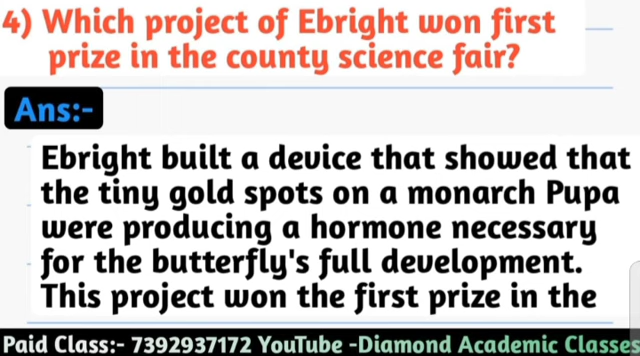 4) Which project of Ebright won first
prize in the county science fair?
Ans:-
Ebright built a device that showed that
the tiny gold spots on a monarch Pupa
were producing a hormone necessary
for the butterfly's full development.
This project won the first prize in the
Paid Class:- 7392937172 YouTube -Diamond Academic Classes